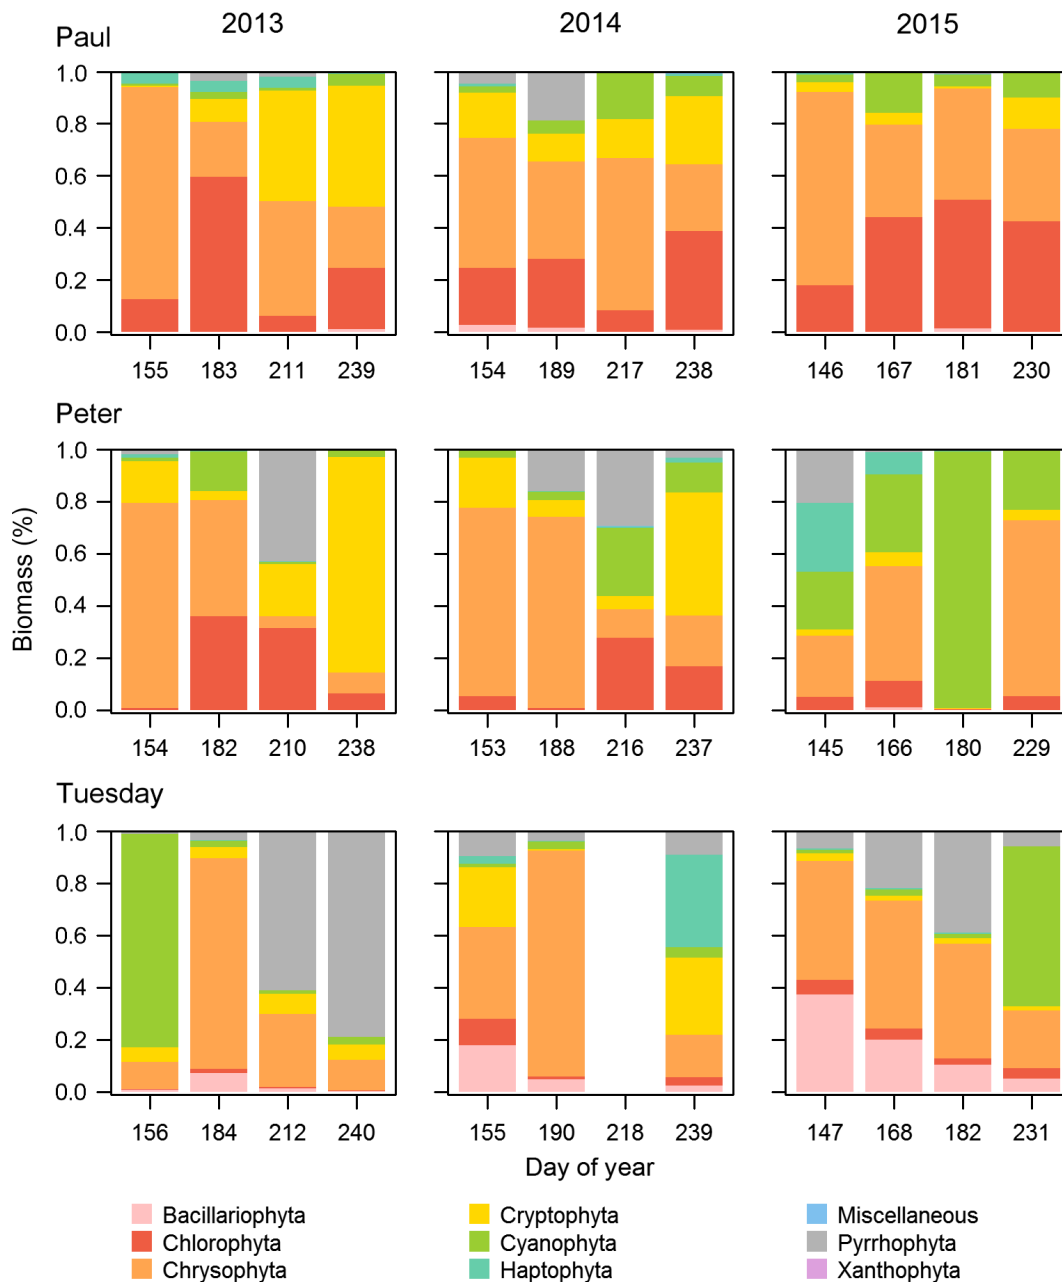 2013 2014 2015
Paul
1.0
0.8
0.6
0.4
0.2
0.0
155 183 211 239 154 189 217 238 146 167 181 230
Peter
1.0
0.8
0.6
0.4
0.2
0.0
154 182 210 238 153 188 216 237 145 166 180 229
Biomass (%)
Tuesday
1.0
0.8
0.6
0.4
0.2
0.0
156 184 212 240 155 190 218 239 147 168 182 231
Day of year
Bacillariophyta Cryptophyta Miscellaneous
Chlorophyta Cyanophyta Pyrrhophyta
Chrysophyta Haptophyta Xanthophyta